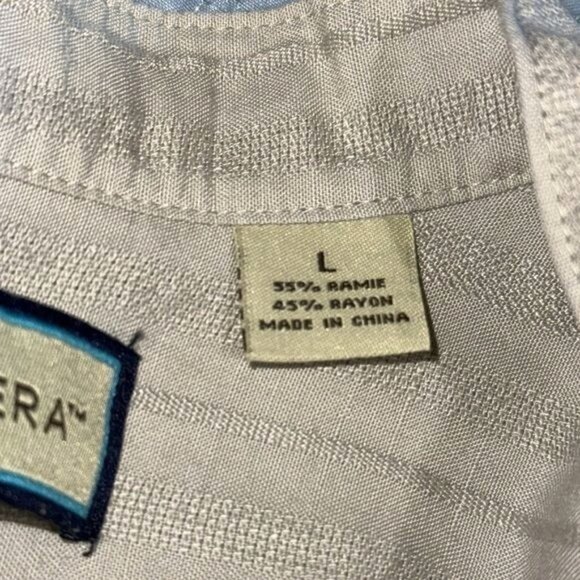 L
55% RAMIE
45% RAYON
MADE IN CHINA
ERA™